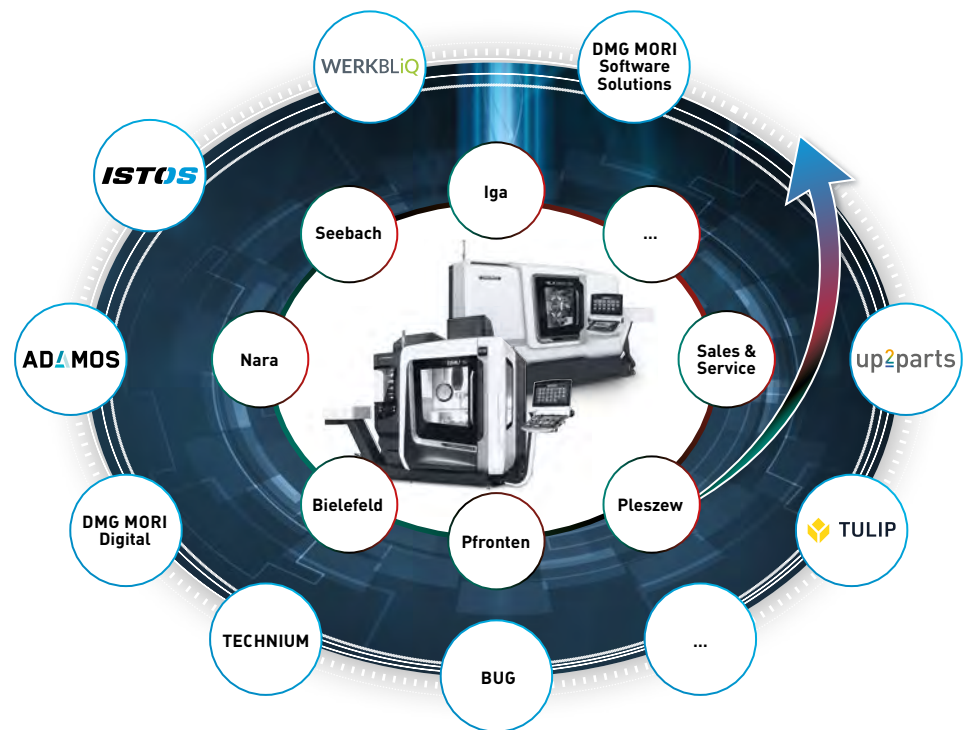 WERKBLiQ
DMG MORI
Software
Solutions
ISTOS
Iga
Seebach
...
ADAMOS
Nara
Sales &
Service
up2parts
Bielefeld
Pleszew
DMG MORI
Digital
Pfronten
TULIP
TECHNIUM
...
BUG